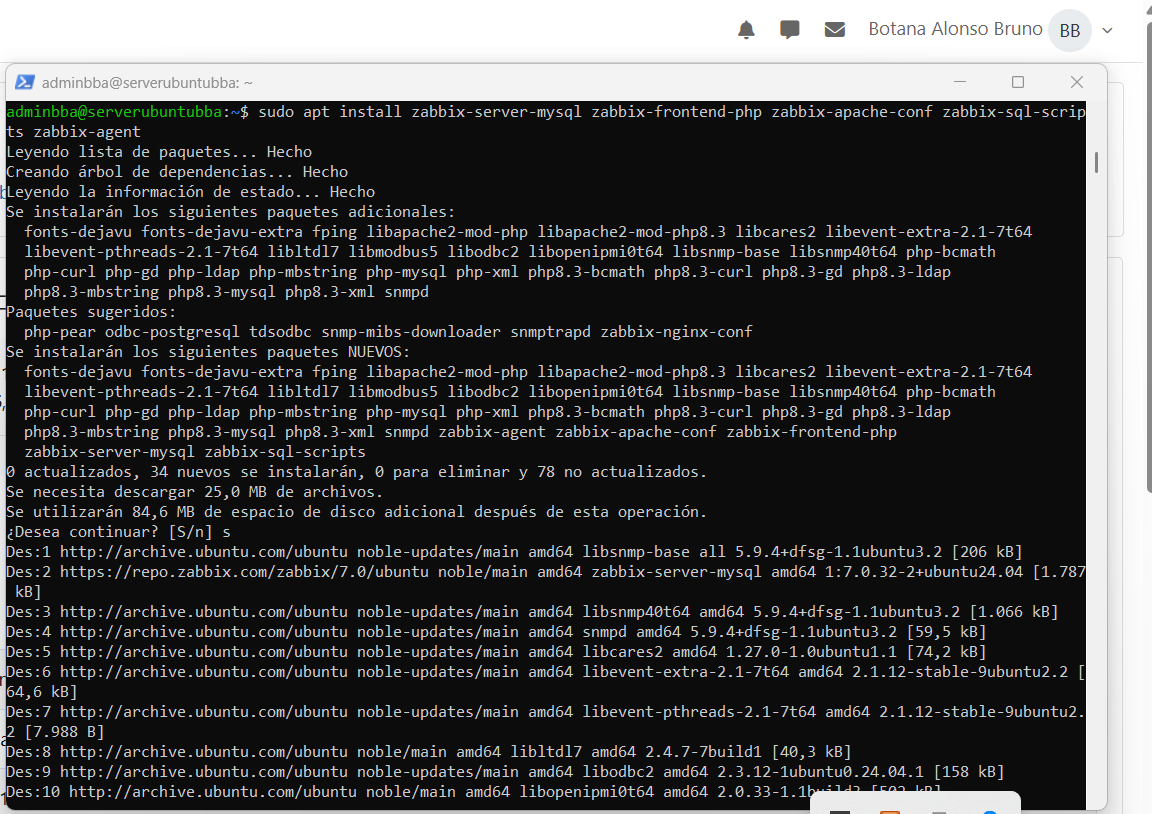 Botana Alonso Bruno BB
adminbba@serverubuntubba: ~
adminbba@serverubuntubba:~$ sudo apt install zabbix-server-mysql zabbix-frontend-php zabbix-apache-conf zabbix-sql-scrip
ts zabbix-agent
Leyendo lista de paquetes... Hecho
Creando árbol de dependencias... Hecho
Leyendo la información de estado... Hecho
Se instalarán los siguientes paquetes adicionales:
fonts-dejavu fonts-dejavu-extra fping libapache2-mod-php libapache2-mod-php8.3 libcares2 libevent-extra-2.1-7t64
libevent-pthreads-2.1-7t64 libltdl7 libmodbus5 libodbc2 libopenipmi0t64 libsnmp-base libsnmp40t64 php-bcmath
php-curl php-gd php-ldap php-mbstring php-mysql php-xml php8.3-bcmath php8.3-curl php8.3-gd php8.3-ldap
php8.3-mbstring php8.3-mysql php8.3-xml snmpd
Paquetes sugeridos:
php-pear odbc-postgresql tdsodbc snmp-mibs-downloader snmptrapd zabbix-nginx-conf
Se instalarán los siguientes paquetes NUEVOS:
fonts-dejavu fonts-dejavu-extra fping libapache2-mod-php libapache2-mod-php8.3 libcares2 libevent-extra-2.1-7t64
libevent-pthreads-2.1-7t64 libltdl7 libmodbus5 libodbc2 libopenipmi0t64 libsnmp-base libsnmp40t64 php-bcmath
php-curl php-gd php-ldap php-mbstring php-mysql php-xml php8.3-bcmath php8.3-curl php8.3-gd php8.3-ldap
php8.3-mbstring php8.3-mysql php8.3-xml snmpd zabbix-agent zabbix-apache-conf zabbix-frontend-php
zabbix-server-mysql zabbix-sql-scripts
0 actualizados, 34 nuevos se instalarán, 0 para eliminar y 78 no actualizados.
Se necesita descargar 25,0 MB de archivos.
Se utilizarán 84,6 MB de espacio de disco adicional después de esta operación.
¿Desea continuar? [S/n] s
Des:1 http://archive.ubuntu.com/ubuntu noble-updates/main amd64 libsnmp-base all 5.9.4+dfsg-1.1ubuntu3.2 [206 kB]
Des:2 https://repo.zabbix.com/zabbix/7.0/ubuntu noble/main amd64 zabbix-server-mysql amd64 1:7.0.32-2+ubuntu24.04 [1.787
kB]
Des:3 http://archive.ubuntu.com/ubuntu noble-updates/main amd64 libsnmp40t64 amd64 5.9.4+dfsg-1.1ubuntu3.2 [1.066 kB]
Des:4 http://archive.ubuntu.com/ubuntu noble-updates/main amd64 snmpd amd64 5.9.4+dfsg-1.1ubuntu3.2 [59,5 kB]
Des:5 http://archive.ubuntu.com/ubuntu noble-updates/main amd64 libcares2 amd64 1.27.0-1.0ubuntu1.1 [74,2 kB]
Des:6 http://archive.ubuntu.com/ubuntu noble-updates/main amd64 libevent-extra-2.1-7t64 amd64 2.1.12-stable-9ubuntu2.2 [
64,6 kB]
Des:7 http://archive.ubuntu.com/ubuntu noble-updates/main amd64 libevent-pthreads-2.1-7t64 amd64 2.1.12-stable-9ubuntu2.
2 [7.988 B]
Des:8 http://archive.ubuntu.com/ubuntu noble/main amd64 libltdl7 amd64 2.4.7-7build1 [40,3 kB]
Des:9 http://archive.ubuntu.com/ubuntu noble-updates/main amd64 libodbc2 amd64 2.3.12-1ubuntu0.24.04.1 [158 kB]
Des:10 http://archive.ubuntu.com/ubuntu noble/main amd64 libopenipmi0t64 amd64 2.0.33-1.1build3 [502 kB]